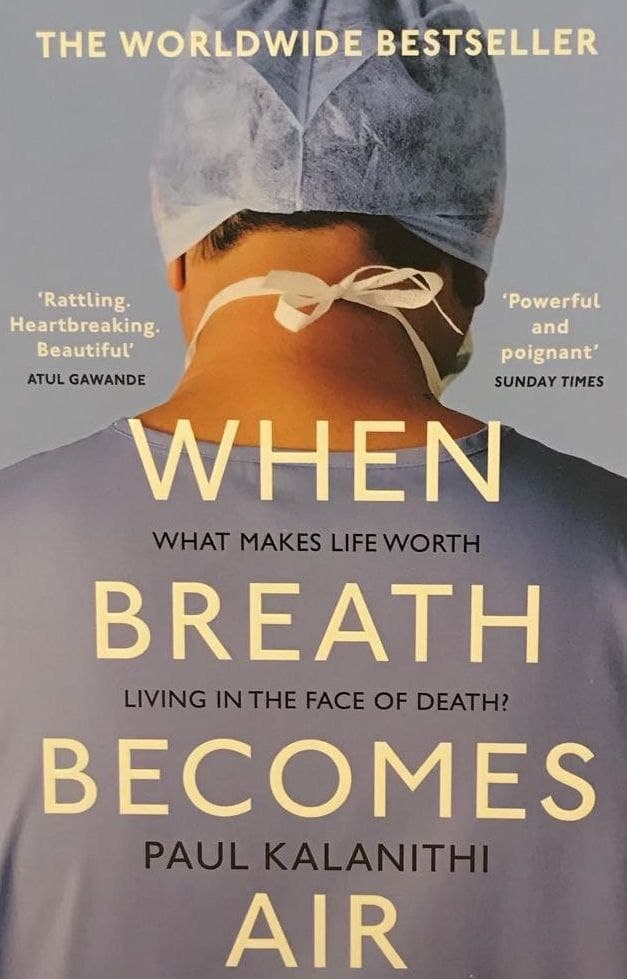 THE WORLDWIDE BESTSELLER
'Rattling.
Heartbreaking.
Beautiful'
ATUL GAWANDE
'Powerful
and
poignant'
SUNDAY TIMES
WHEN
WHAT MAKES LIFE WORTH
BREATH
LIVING IN THE FACE OF DEATH?
BECOMES
PAUL KALANITHI
AIR